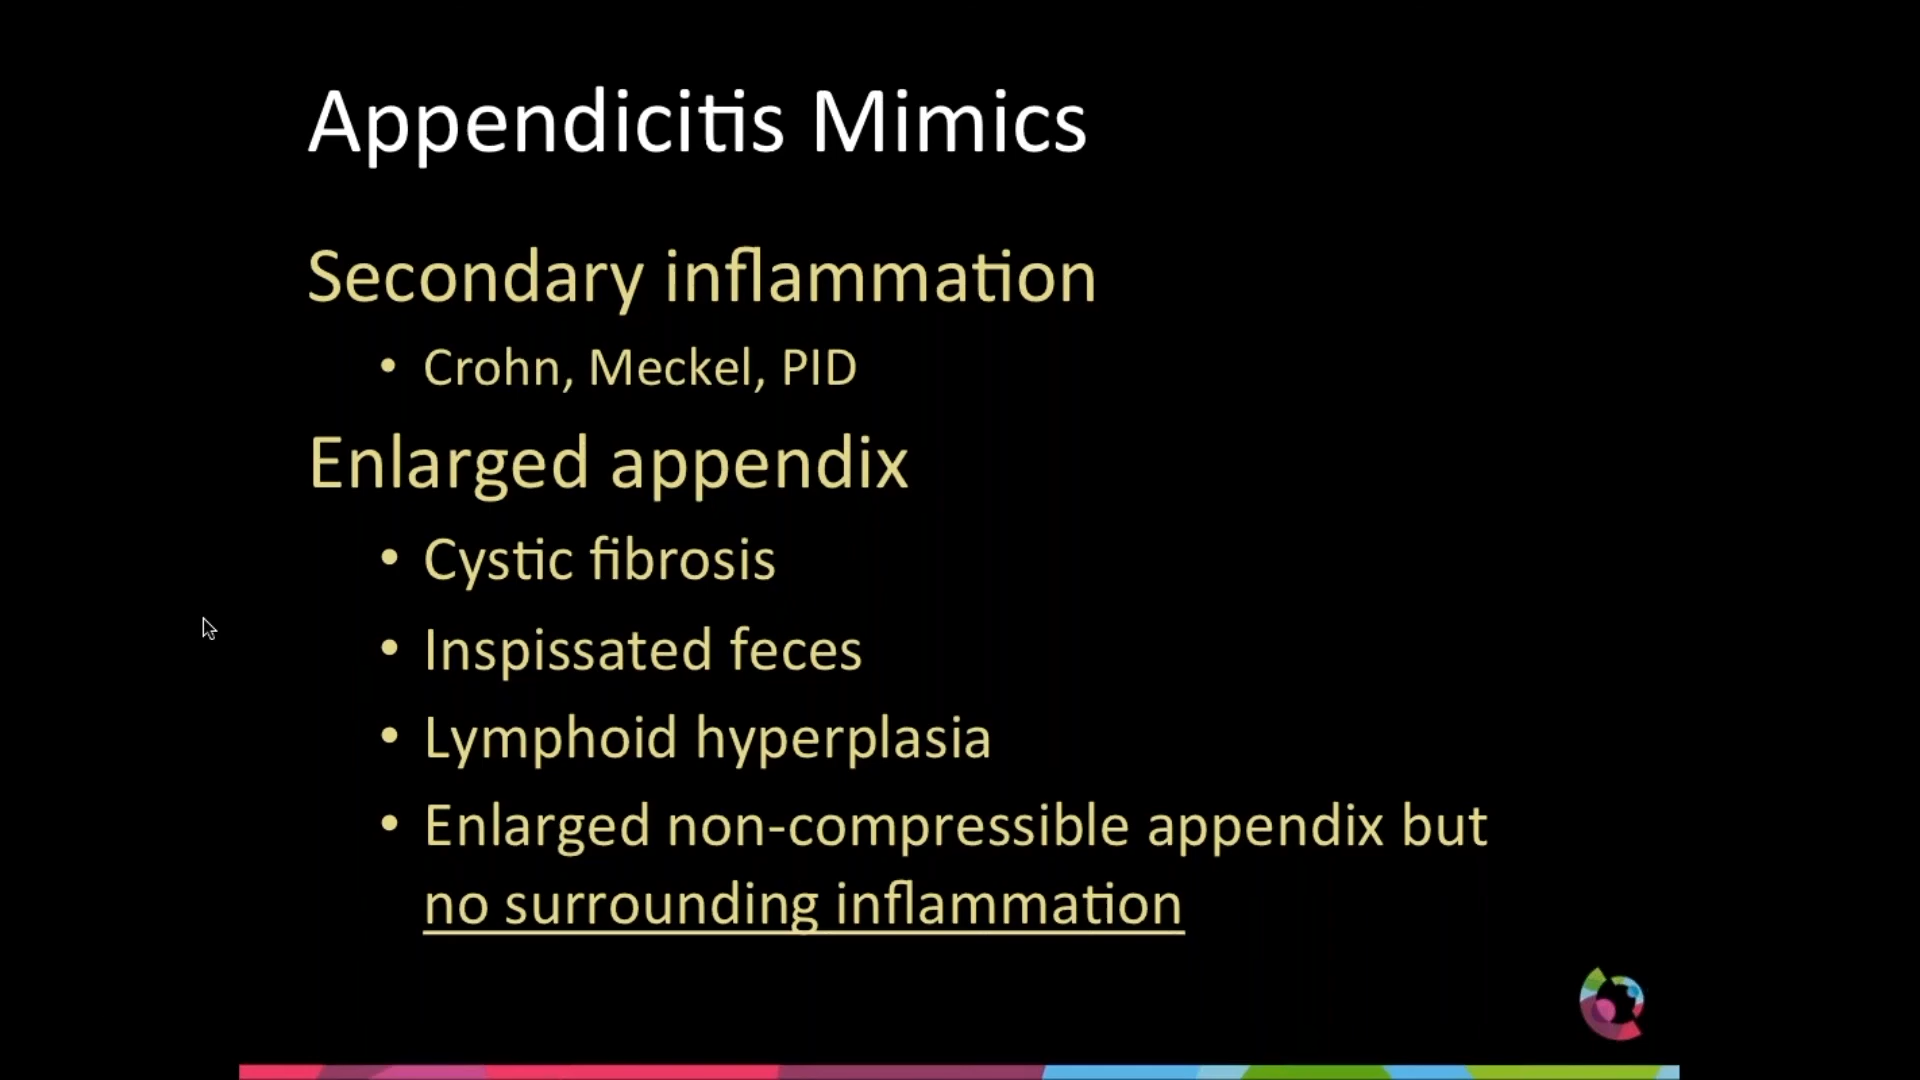 Appendicitis Mimics
Secondary inflammation
• Crohn, Meckel, PID
Enlarged appendix
• Cystic fibrosis
• Inspissated feces
• Lymphoid hyperplasia
• Enlarged non-compressible appendix but
no surrounding inflammation